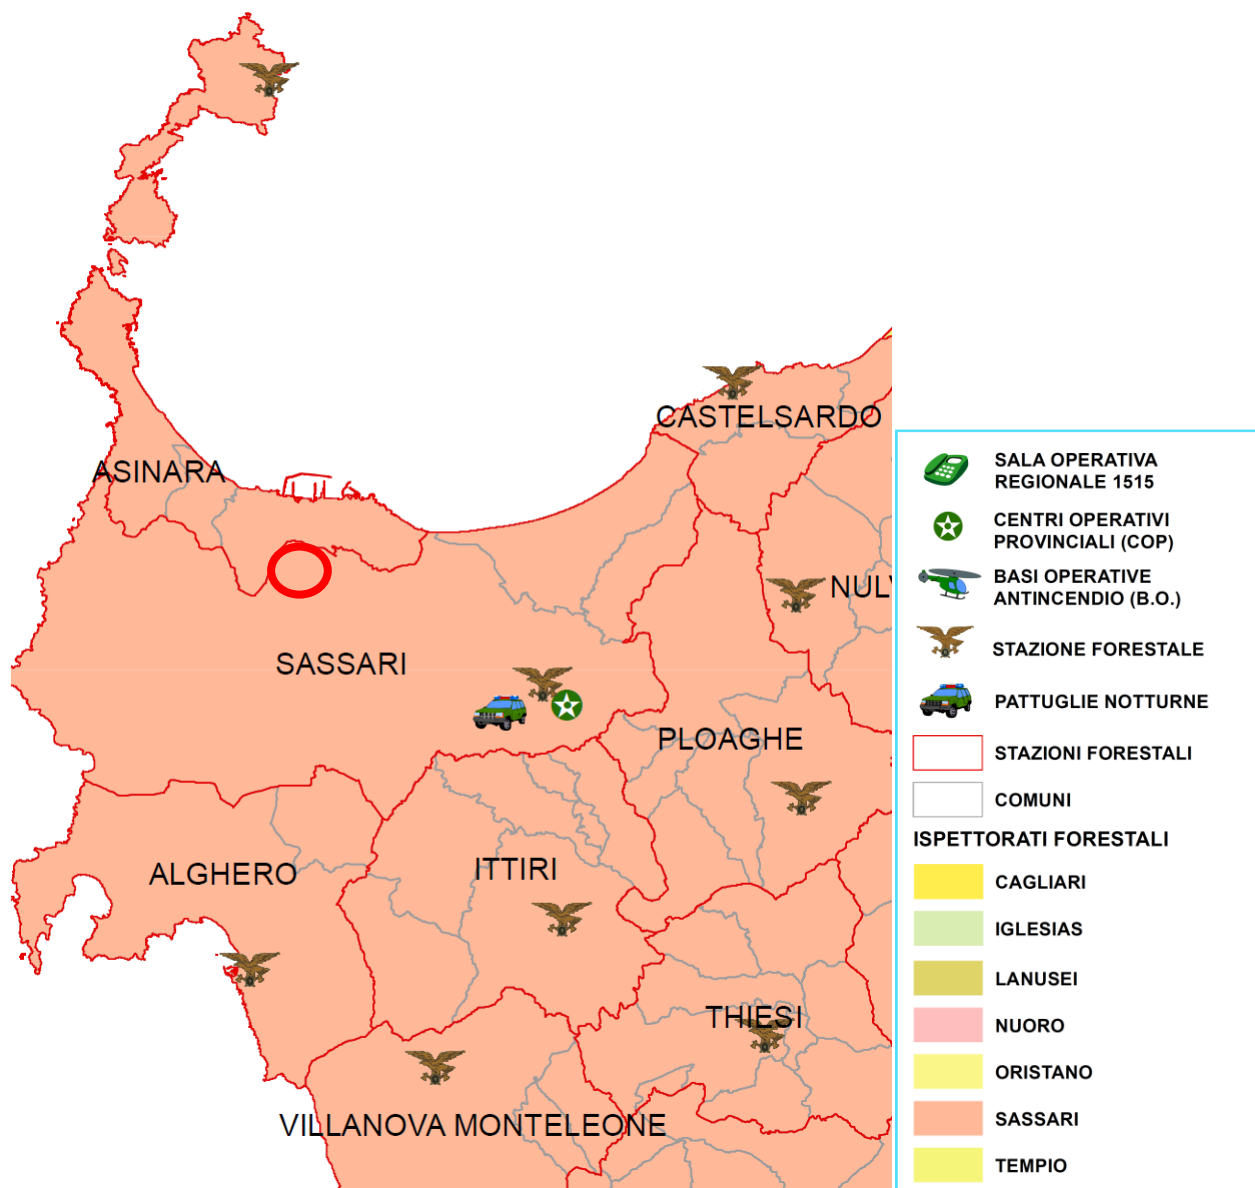 CASTELSARDO
ASINARA
NUL
SASSARI
PLOAGHE
ALGHERO
ITTIRI
THIESI
VILLANOVA MONTELEONE
SALA OPERATIVA
REGIONALE 1515
CENTRI OPERATIVI
PROVINCIALI (COP)
BASI OPERATIVE
ANTINCENDIO (B.O.)
STAZIONE FORESTALE
PATTUGLIE NOTTURNE
STAZIONI FORESTALI
COMUNI
ISPETTORATI FORESTALI
CAGLIARI
IGLESIAS
LANUSEI
NUORO
ORISTANO
SASSARI
TEMPIO